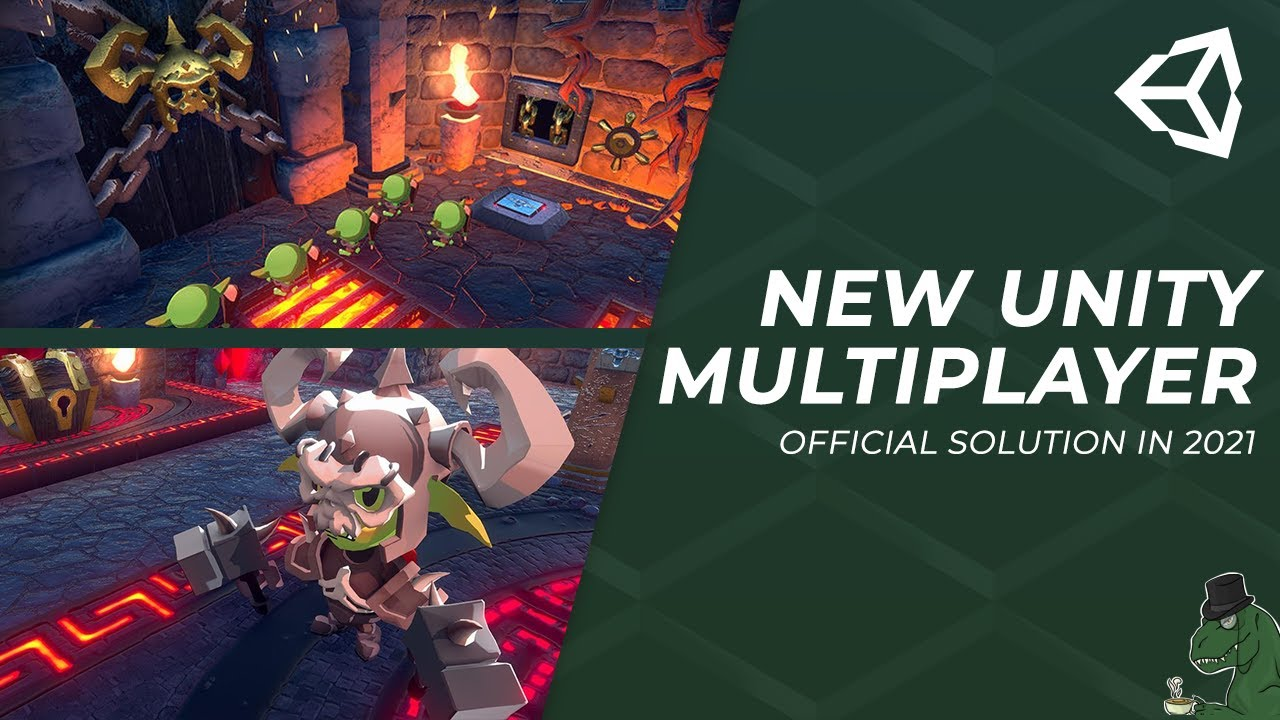 NEW UNITY
MULTIPLAYER
OFFICIAL SOLUTION IN 2021